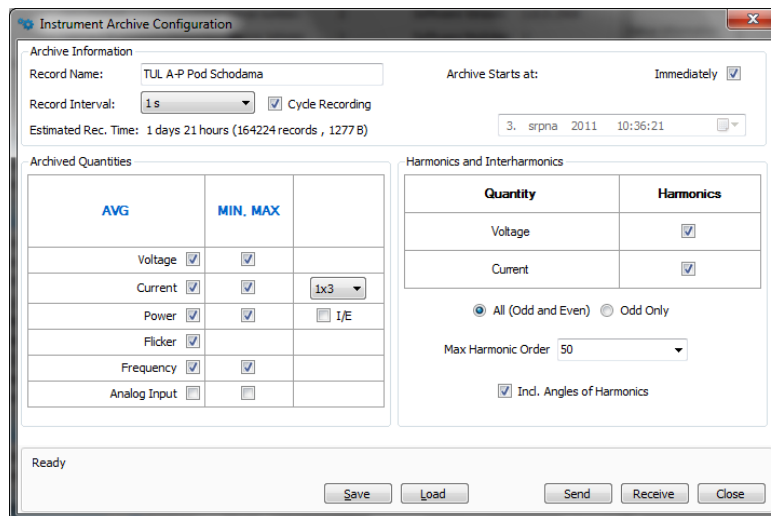 Instrument Archive Configuration
Archive Information
Record Name: TUL A-P Pod Schodama
Archive Starts at: Immediately
Record Interval: 1 s Cycle Recording
Estimated Rec. Time: 1 days 21 hours (164224 records , 1277 B)
3. srpna 2011 10:36:21
Archived Quantities
AVG MIN, MAX
Voltage
Current 1x3
Power I/E
Flicker
Frequency
Analog Input
Harmonics and Interharmonics
Quantity Harmonics
Voltage
Current
All (Odd and Even) Odd Only
Max Harmonic Order 50
Incl. Angles of Harmonics
Ready
Save Load Send Receive Close